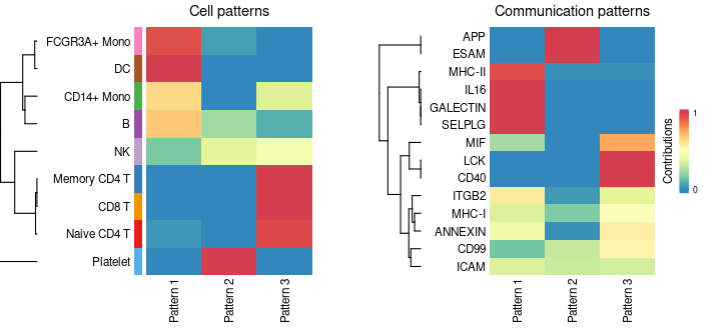 Cell patterns
FCGR3A+ Mono
DC
CD14+ Mono
B
NK
Memory CD4 T
CD8 T
Naive CD4 T
Platelet
Pattern 1
Pattern 2
Pattern 3
Communication patterns
APP
ESAM
MHC-II
IL16
GALECTIN
SELPLG
MIF
LCK
CD40
ITGB2
MHC-I
ANNEXIN
CD99
ICAM
Pattern 1
Pattern 2
Pattern 3
Contributions
1
0